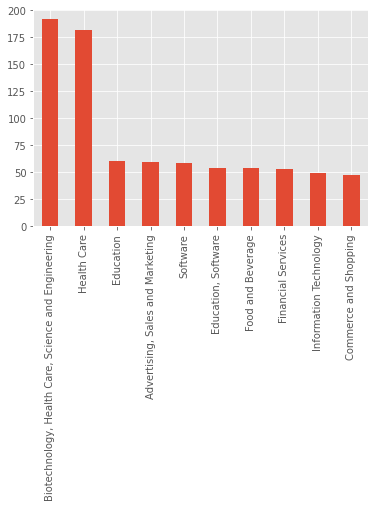 200
175
150
125
100
75
50
25
0
Biotechnology, Health Care, Science and Engineering
Health Care
Education
Advertising, Sales and Marketing
Software
Education, Software
Food and Beverage
Financial Services
Information Technology
Commerce and Shopping